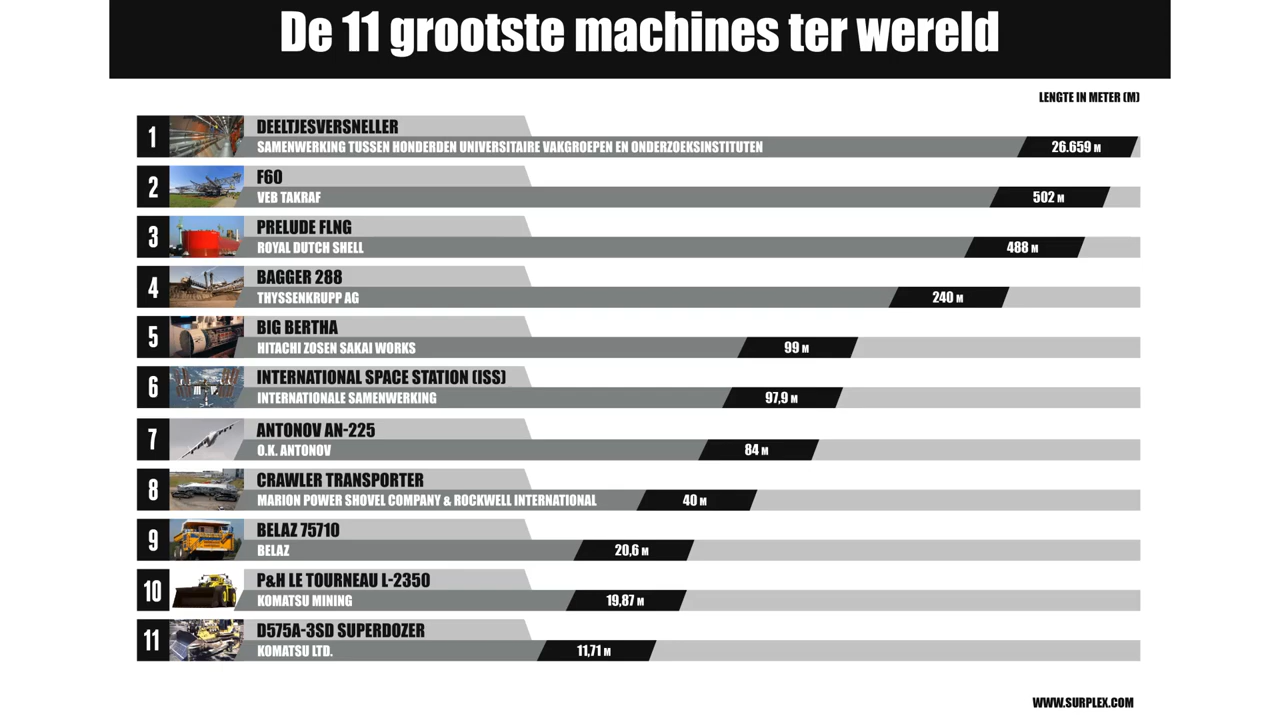 De 11 grootste machines ter wereld
LENGTE IN METER (M)
1
DEELTJESVERSNELLER
SAMENWERKING TUSSEN HONDERDEN UNIVERSITAIRE VAKGROEPEN EN ONDERZOEKSINSTITUTEN
26.659 M
2
F60
VEB TAKRAF
502 M
3
PRELUDE FLNG
ROYAL DUTCH SHELL
488 M
4
BAGGER 288
THYSSENKRUPP AG
240 M
5
BIG BERTHA
HITACHI ZOSEN SAKAI WORKS
99 M
6
INTERNATIONAL SPACE STATION (ISS)
INTERNATIONALE SAMENWERKING
97,9 M
7
ANTONOV AN-225
O.K. ANTONOV
84 M
8
CRAWLER TRANSPORTER
MARION POWER SHOVEL COMPANY & ROCKWELL INTERNATIONAL
40 M
9
BELAZ 75710
BELAZ
20,6 M
10
P&H LE TOURNEAU L-2350
KOMATSU MINING
19,87 M
11
D575A-3SD SUPERDOZER
KOMATSU LTD.
11,71 M
WWW.SURPLEX.COM